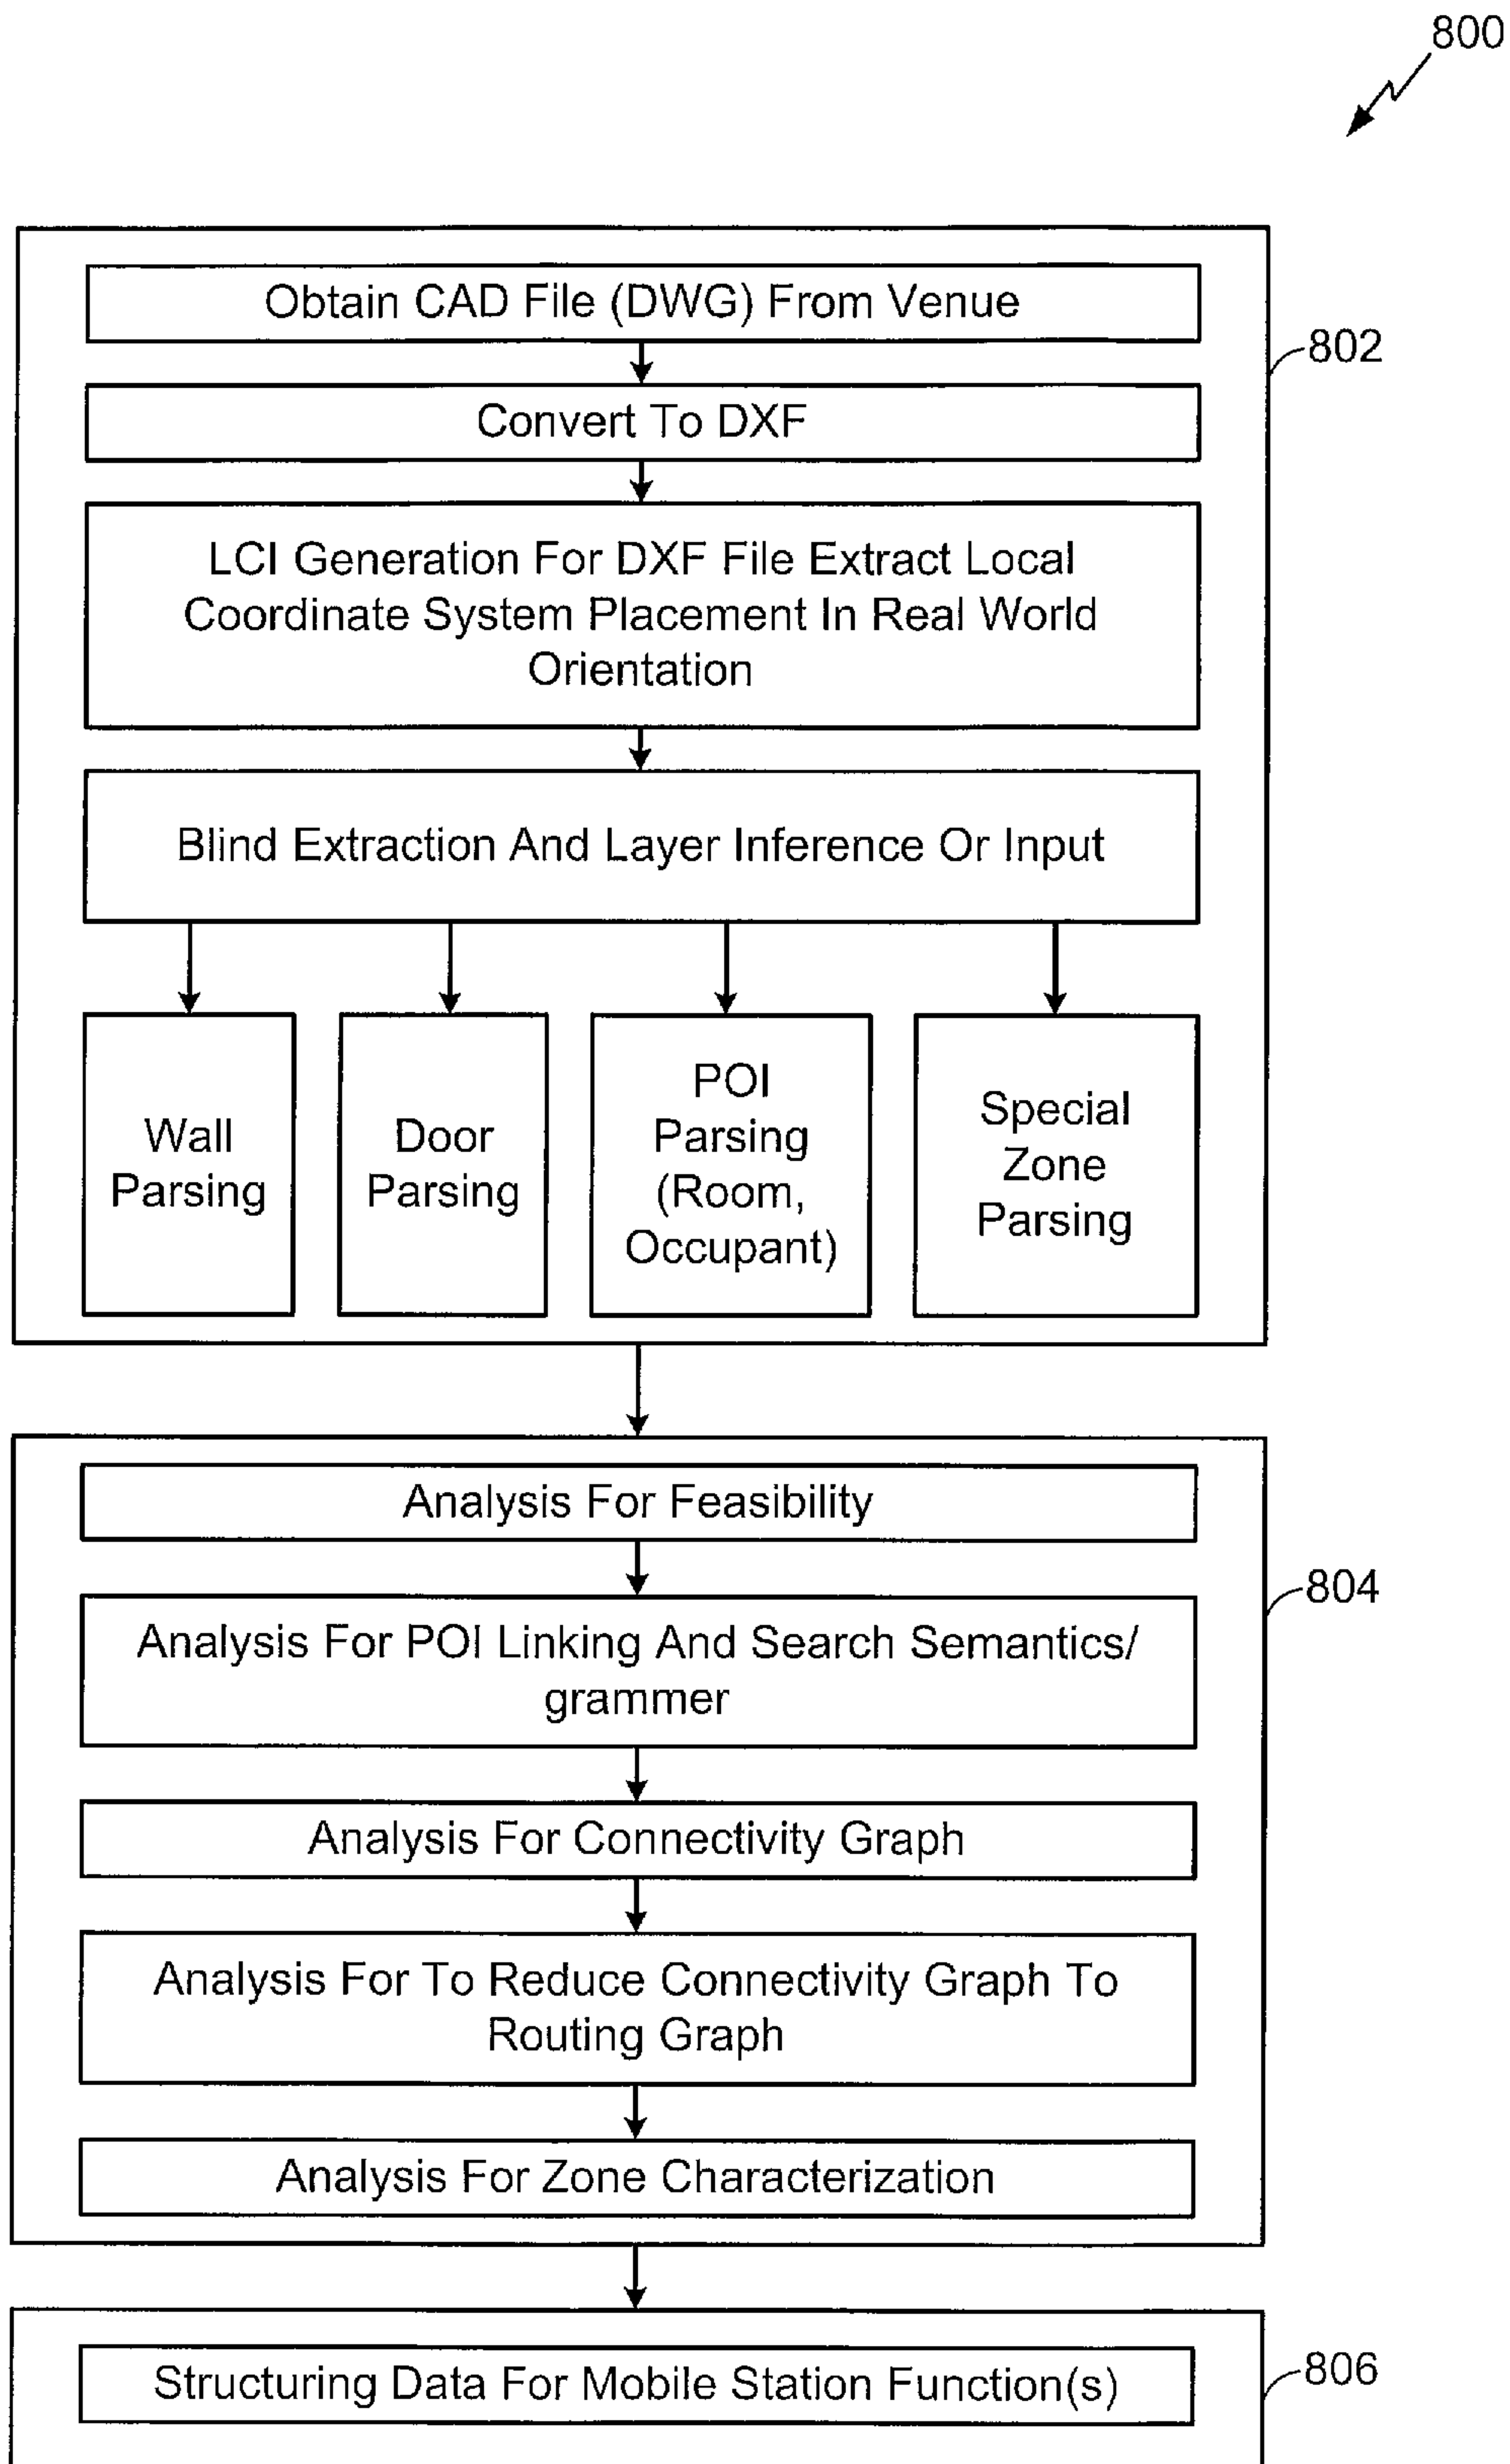 800
Obtain CAD File (DWG) From Venue
802
Convert To DXF
LCI Generation For DXF File Extract Local
Coordinate System Placement In Real World
Orientation
Blind Extraction And Layer Inference Or Input
Wall
Parsing
Door
Parsing
POI
Parsing
(Room,
Occupant)
Special
Zone
Parsing
Analysis For Feasibility
804
Analysis For POI Linking And Search Semantics/
grammer
Analysis For Connectivity Graph
Analysis For To Reduce Connectivity Graph To
Routing Graph
Analysis For Zone Characterization
806
Structuring Data For Mobile Station Function(s)